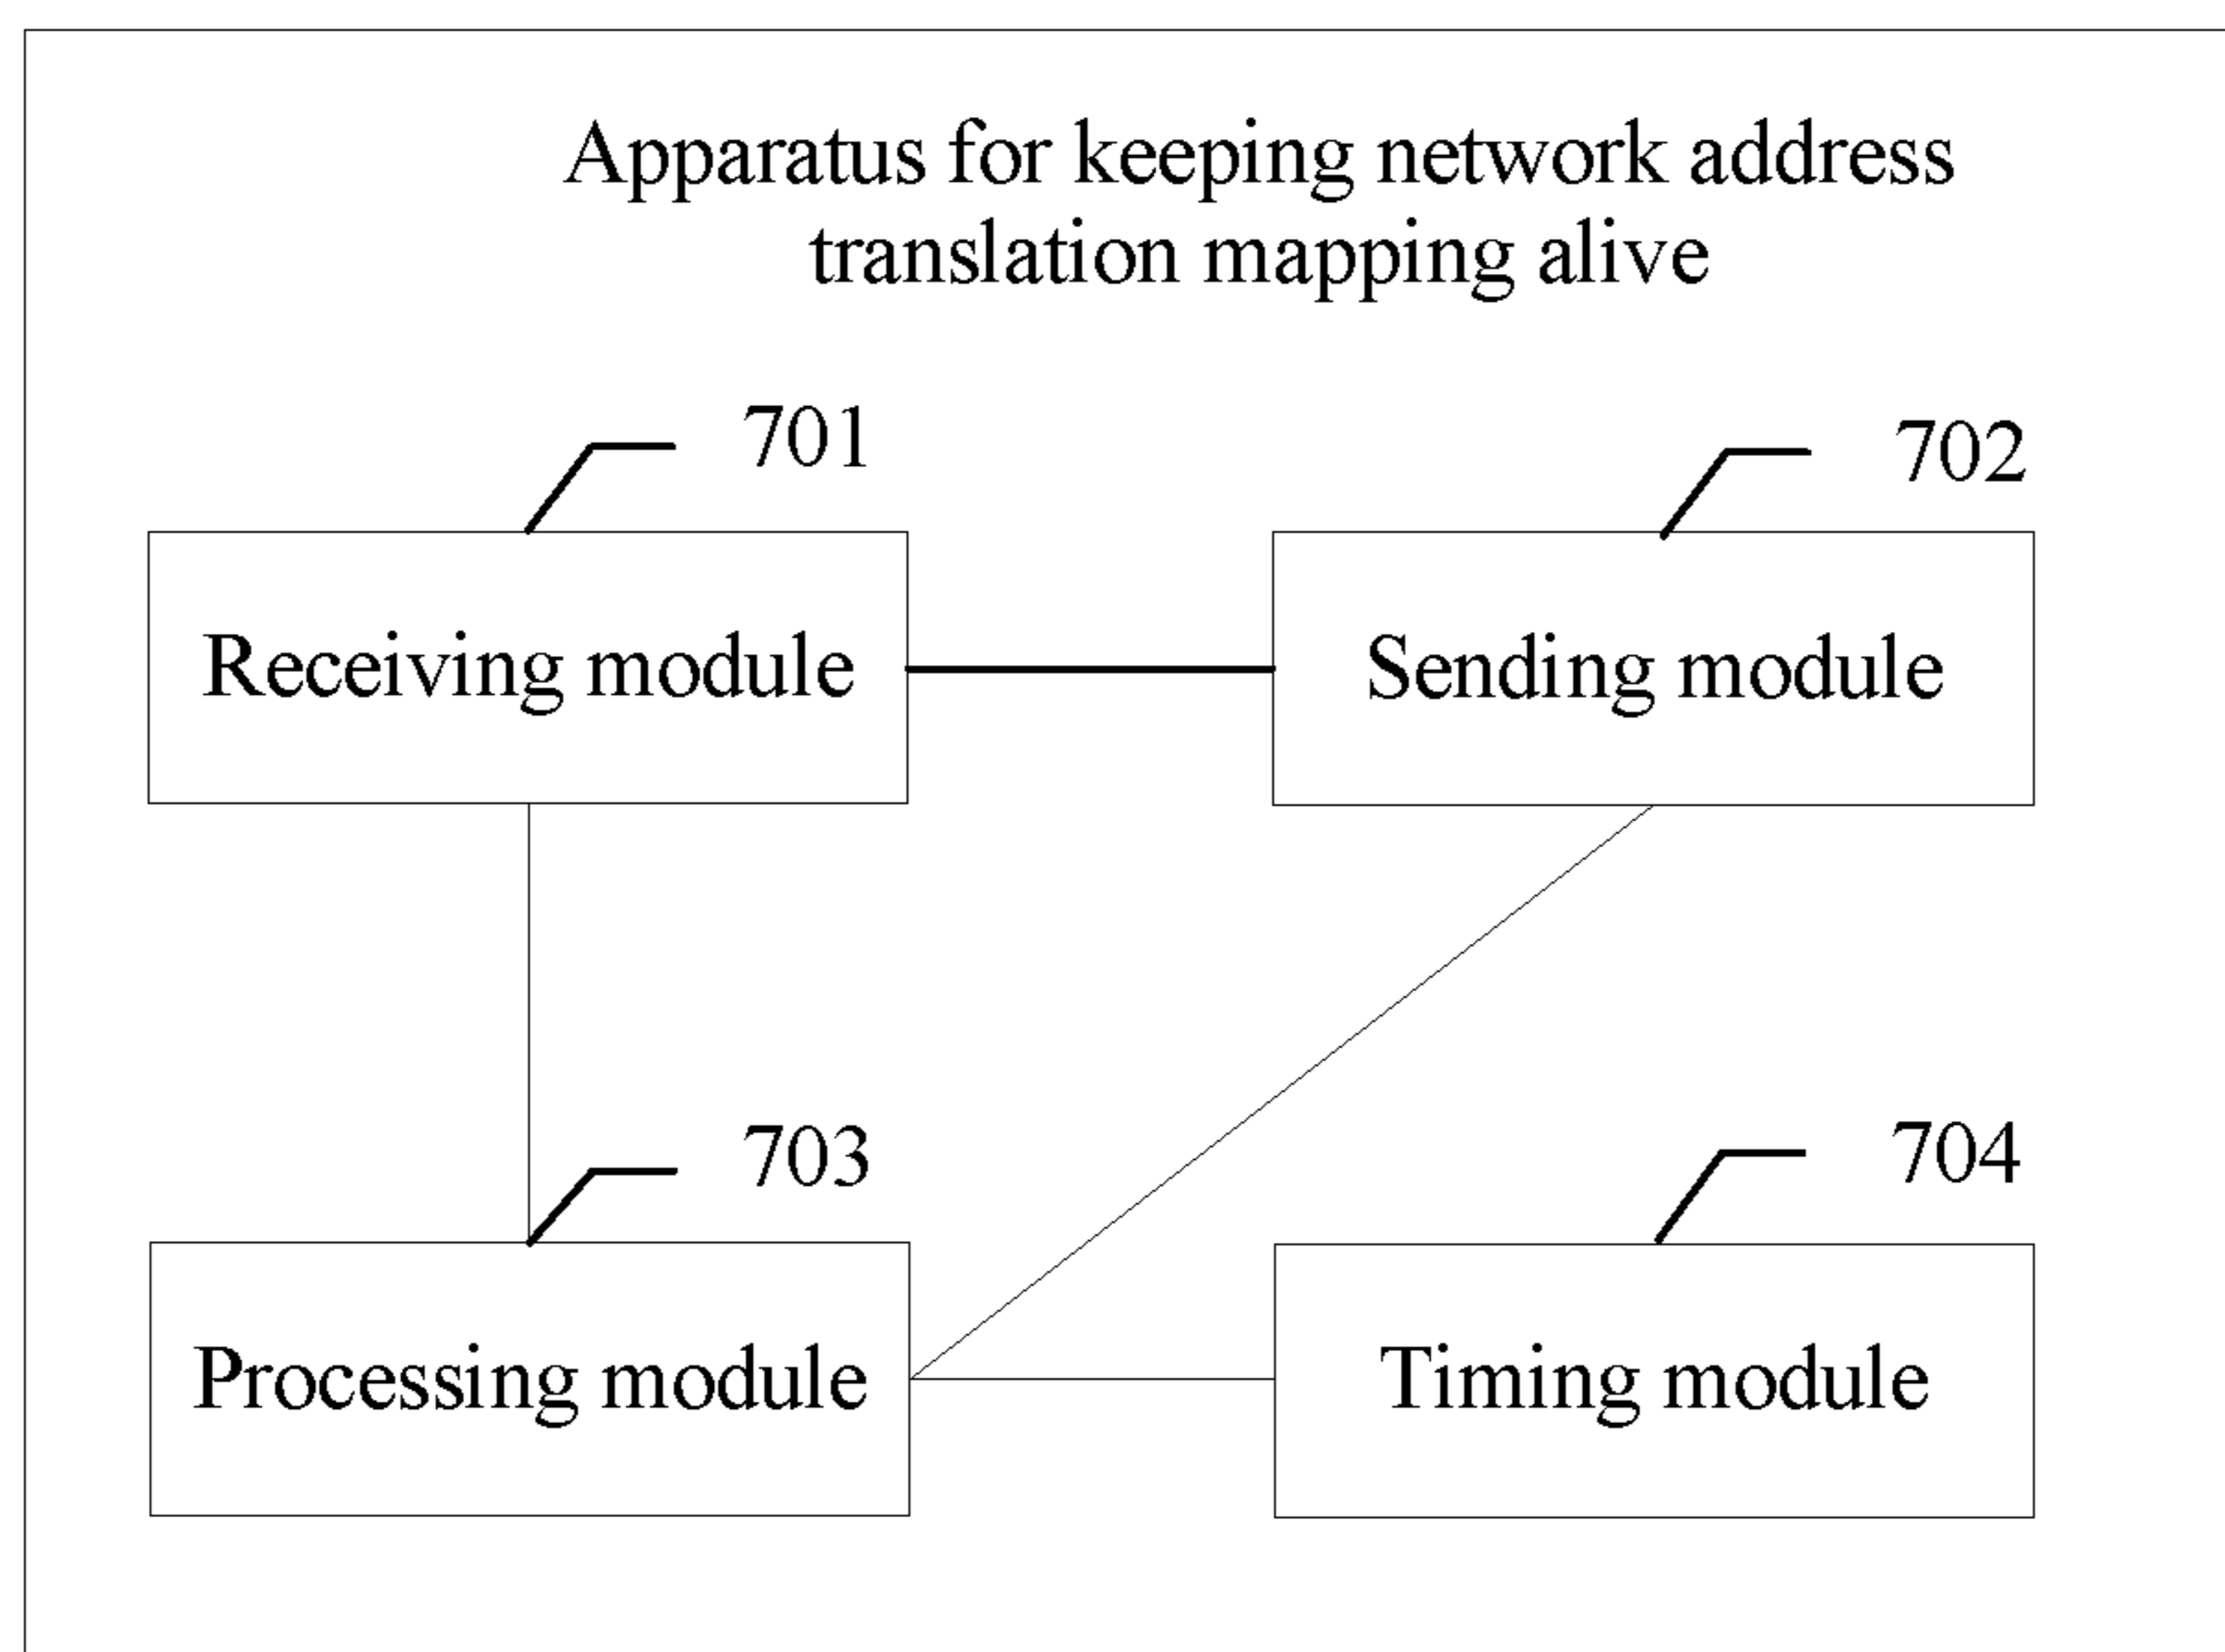 Apparatus for keeping network address
translation mapping alive
701
702
Receiving module
Sending module
703
704
Processing module
Timing module